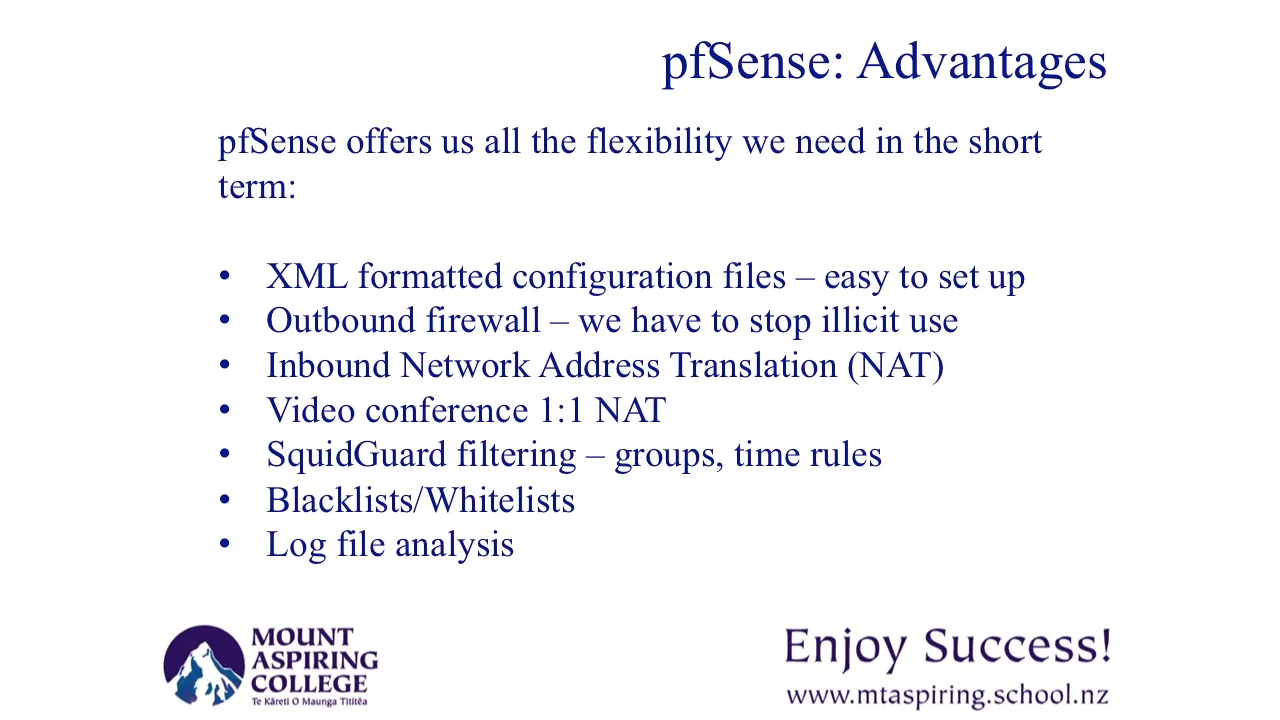 pfSense: Advantages
pfSense offers us all the flexibility we need in the short
term:
• XML formatted configuration files – easy to set up
• Outbound firewall – we have to stop illicit use
• Inbound Network Address Translation (NAT)
• Video conference 1:1 NAT
• SquidGuard filtering – groups, time rules
• Blacklists/Whitelists
• Log file analysis
MOUNT
ASPIRING
COLLEGE
Te Kāreti O Maunga Tititēa
Enjoy Success!
www.mtaspiring.school.nz